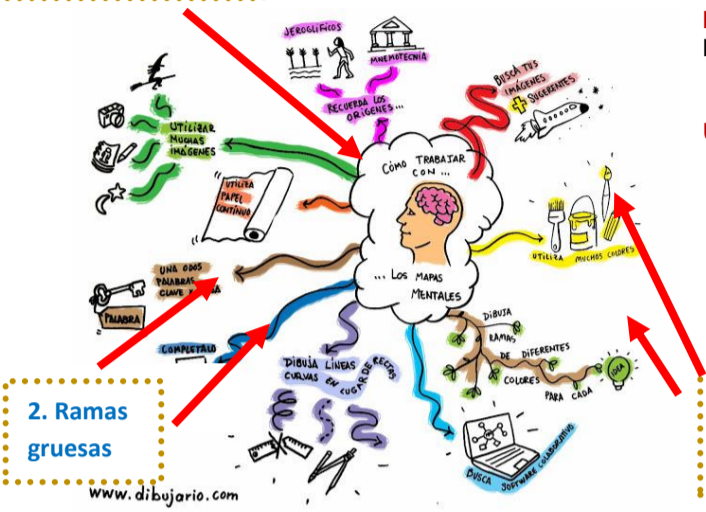 JEROGLÍFICOS
MNEMOTECNIA
RECUERDA LOS
ORÍGENES...
BUSCA TUS
IMÁGENES
+ SUGERENTES
UTILIZAR
MUCHAS
IMÁGENES
CÓMO TRABAJAR
CON ...
UTILIZA
PAPEL
CONTÍNUO
UTILIZA MUCHOS COLORES
UNA ODOS
PALABRAS
CLAVE
PALABRA
... LOS MAPAS
MENTALES
COMPLETALO
DIBUJA LÍNEAS
CURVAS EN LUGAR DE RECTAS
DIBUJA
RAMAS
DE DIFERENTES
COLORES
PARA CADA
IDEA
BUSCA SOFTWARE COLABORATIVO
2. Ramas
gruesas
www.dibujario.com